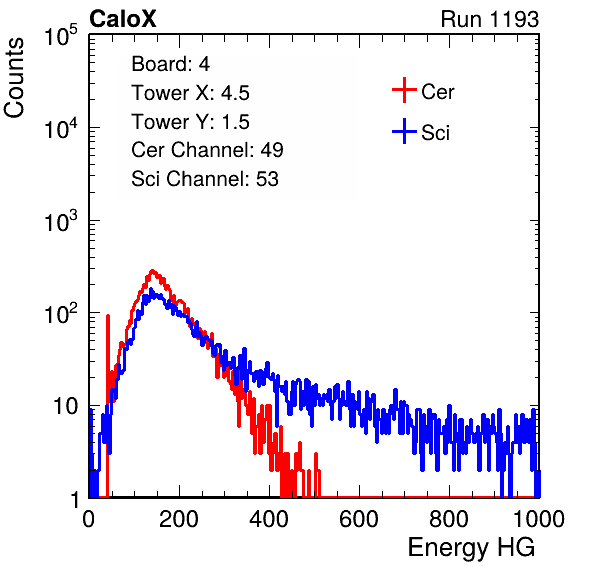 CaloX Run 1193
Counts
10^5
10^4
10^3
10^2
10
1
Board: 4
Tower X: 4.5
Tower Y: 1.5
Cer Channel: 49
Sci Channel: 53
Cer
Sci
0 200 400 600 800 1000
Energy HG